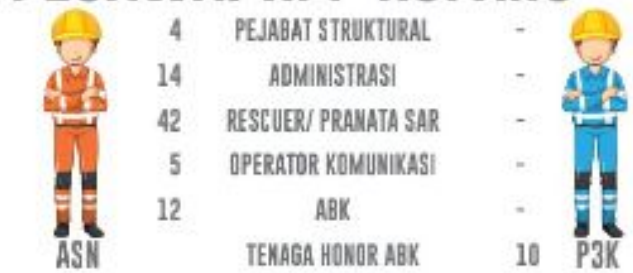 4 PEJABAT STRUKTURAL -
14 ADMINISTRASI -
42 RESCUER/ PRANATA SAR -
5 OPERATOR KOMUNIKASI -
12 ABK -
ASN TENAGA HONOR ABK 10 P3K